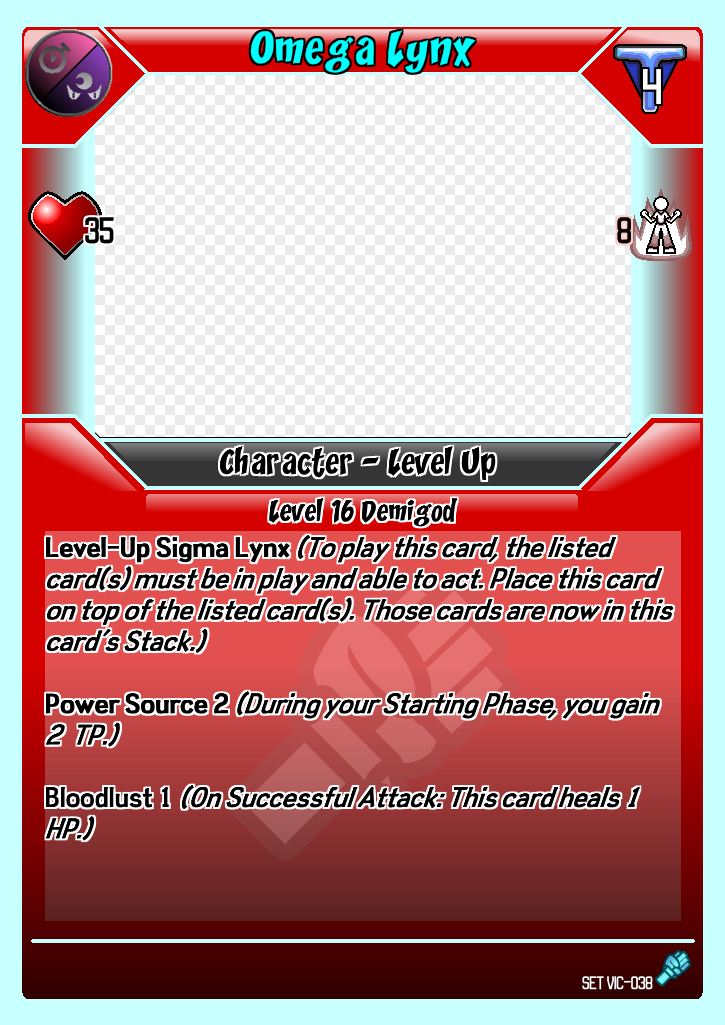 Omega Lynx
4
35
8
Character - Level Up
Level 16 Demigod
Level-Up Sigma Lynx (To play this card, the listed
card(s) must be in play and able to act. Place this card
on top of the listed card(s). Those cards are now in this
card's Stack.)
Power Source 2 (During your Starting Phase, you gain
2 TP.)
Bloodlust 1 (On Successful Attack: This card heals 1
HP.)
SET VIC-038